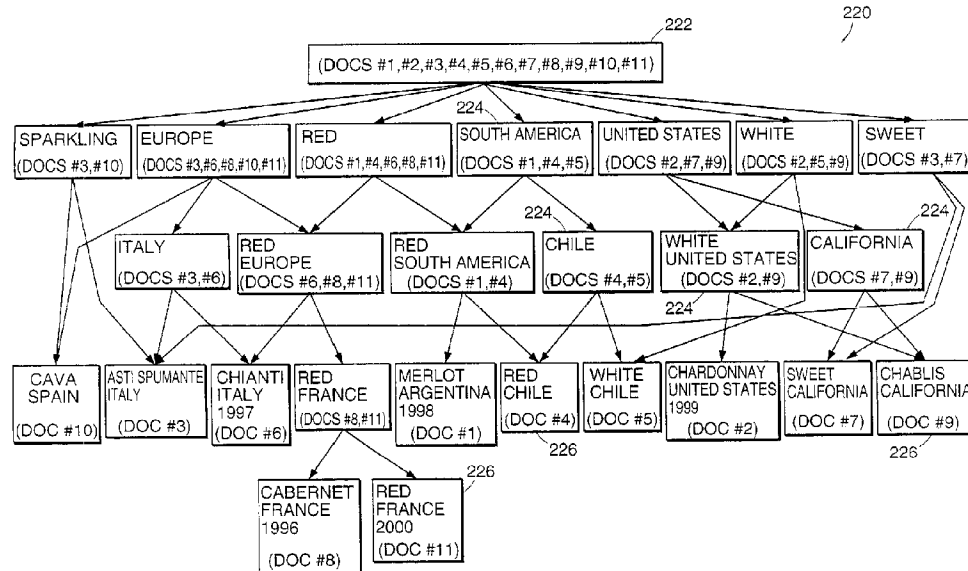 222
220
(DOCS #1,#2,#3,#4,#5,#6,#7,#8,#9,#10,#11)
SPARKLING
(DOCS #3,#10)
EUROPE
(DOCS #3,#6,#8,#10,#11)
RED
(DOCS #1,#4,#6,#8,#11)
224
SOUTH AMERICA
(DOCS #1,#4,#5)
UNITED STATES
(DOCS #2,#7,#9)
WHITE
(DOCS #2,#5,#9)
SWEET
(DOCS #3,#7)
ITALY
(DOCS #3,#6)
RED
EUROPE
(DOCS #6,#8,#11)
RED
SOUTH AMERICA
(DOCS #1,#4)
224
CHILE
(DOCS #4,#5)
WHITE
UNITED STATES
(DOCS #2,#9)
224
224
CALIFORNIA
(DOCS #7,#9)
CAVA
SPAIN
(DOC #10)
ASTI SPUMANTE
ITALY
(DOC #3)
CHIANTI
ITALY
1997
(DOC #6)
RED
FRANCE
(DOCS #8,#11)
MERLOT
ARGENTINA
1998
(DOC #1)
RED
CHILE
(DOC #4)
226
WHITE
CHILE
(DOC #5)
CHARDONNAY
UNITED STATES
1999
(DOC #2)
SWEET
CALIFORNIA
(DOC #7)
CHABLIS
CALIFORNIA
(DOC #9)
226
CABERNET
FRANCE
1996
(DOC #8)
RED
FRANCE
2000
(DOC #11)
226